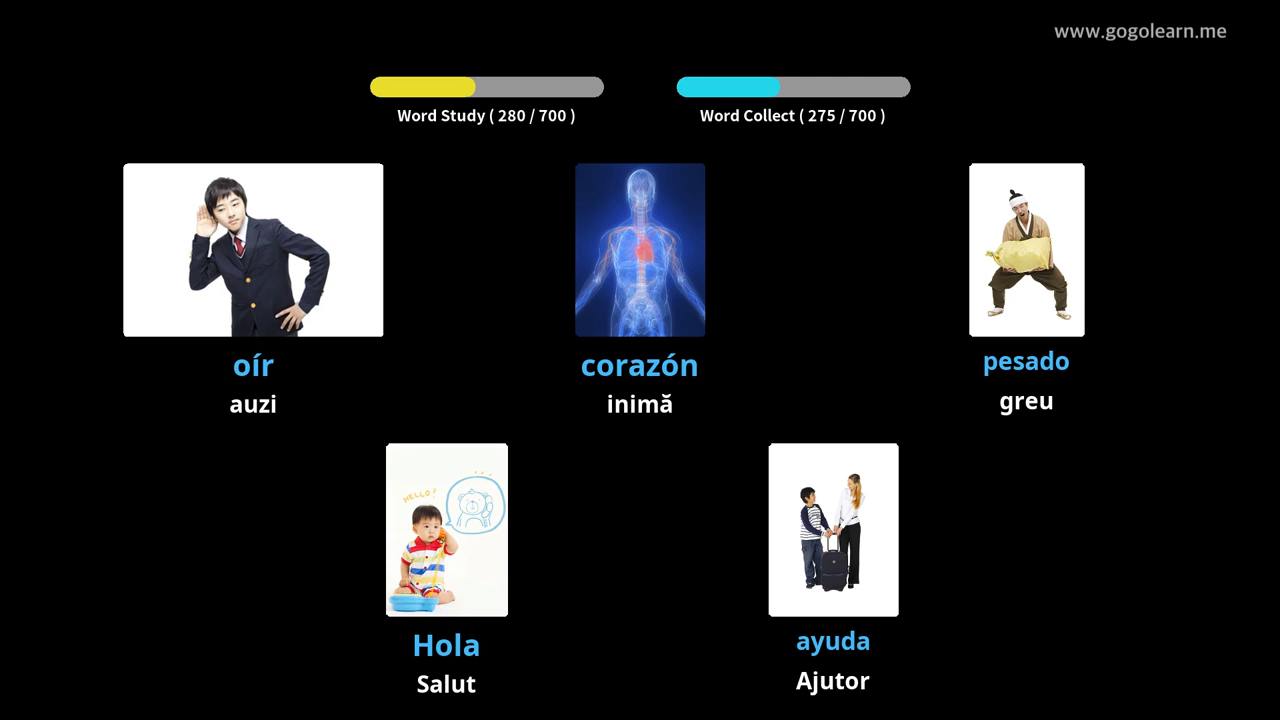 www.gogolearn.me
Word Study ( 280 / 700 )
Word Collect ( 275 / 700 )
oír
auzi
corazón
inimă
pesado
greu
HELLO!
Hola
Salut
ayuda
Ajutor